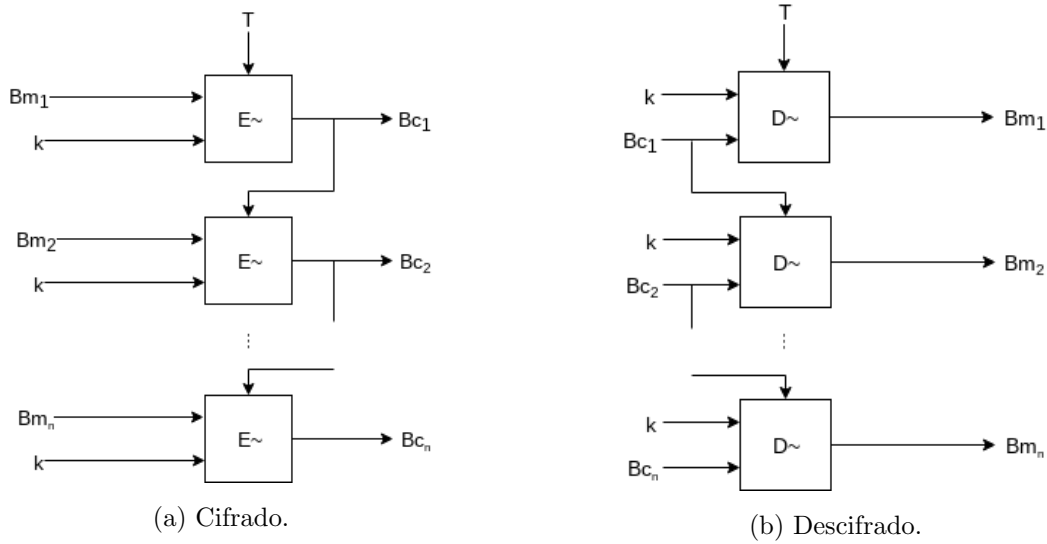 T
Bm1
k
E~
Bc1
Bm2
k
E~
Bc2
Bmn
k
E~
Bcn
(a) Cifrado.
T
k
Bc1
D~
Bm1
k
Bc2
D~
Bm2
k
Bcn
D~
Bmn
(b) Descifrado.